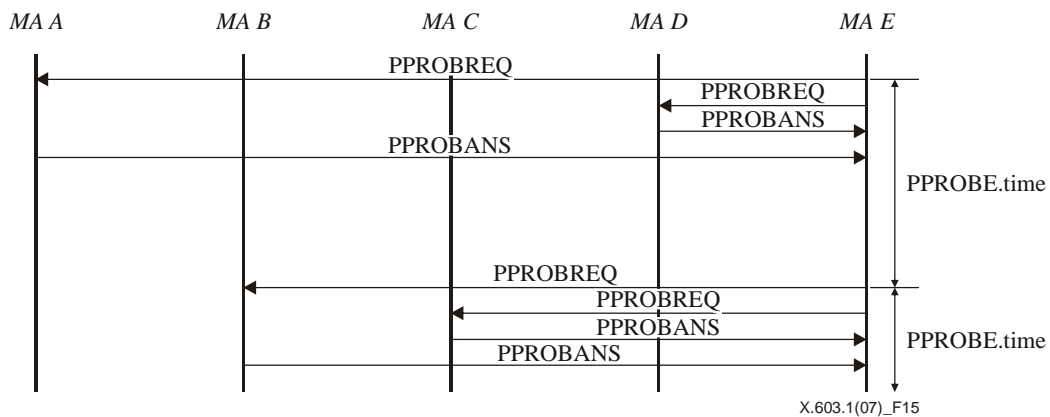 MA A MA B MA C MA D MA E
PPROBREQ
PPROBREQ
PPROBANS
PPROBANS
PPROBE.time
PPROBREQ
PPROBREQ
PPROBANS
PPROBE.time
PPROBANS
X.603.1(07)_F15